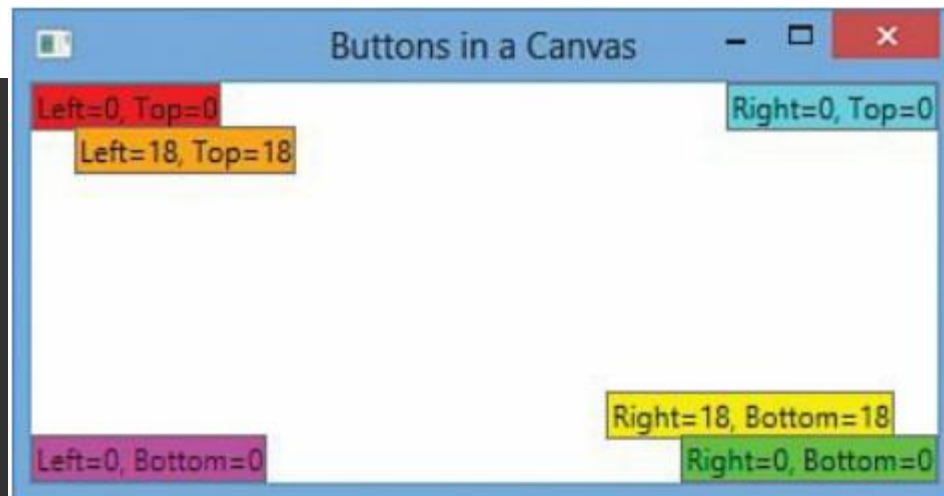 Buttons in a Canvas
Left=0, Top=0
Right=0, Top=0
Left=18, Top=18
Right=18, Bottom=18
Left=0, Bottom=0
Right=0, Bottom=0